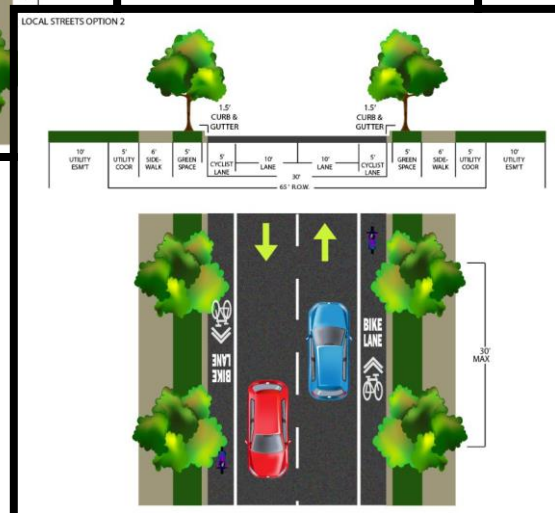 LOCAL STREETS OPTION 2
1.5'
CURB &
GUTTER
1.5'
CURB &
GUTTER
10'
UTILITY
ESM'T
5'
UTILITY
COOR
6'
SIDE-
WALK
5'
GREEN
SPACE
5'
CYCLIST
LANE
10'
LANE
10'
LANE
5'
CYCLIST
LANE
5'
GREEN
SPACE
6'
SIDE-
WALK
5'
UTILITY
COOR
10'
UTILITY
ESM'T
30'
65' R.O.W.
BIKE
LANE
BIKE
LANE
30'
MAX